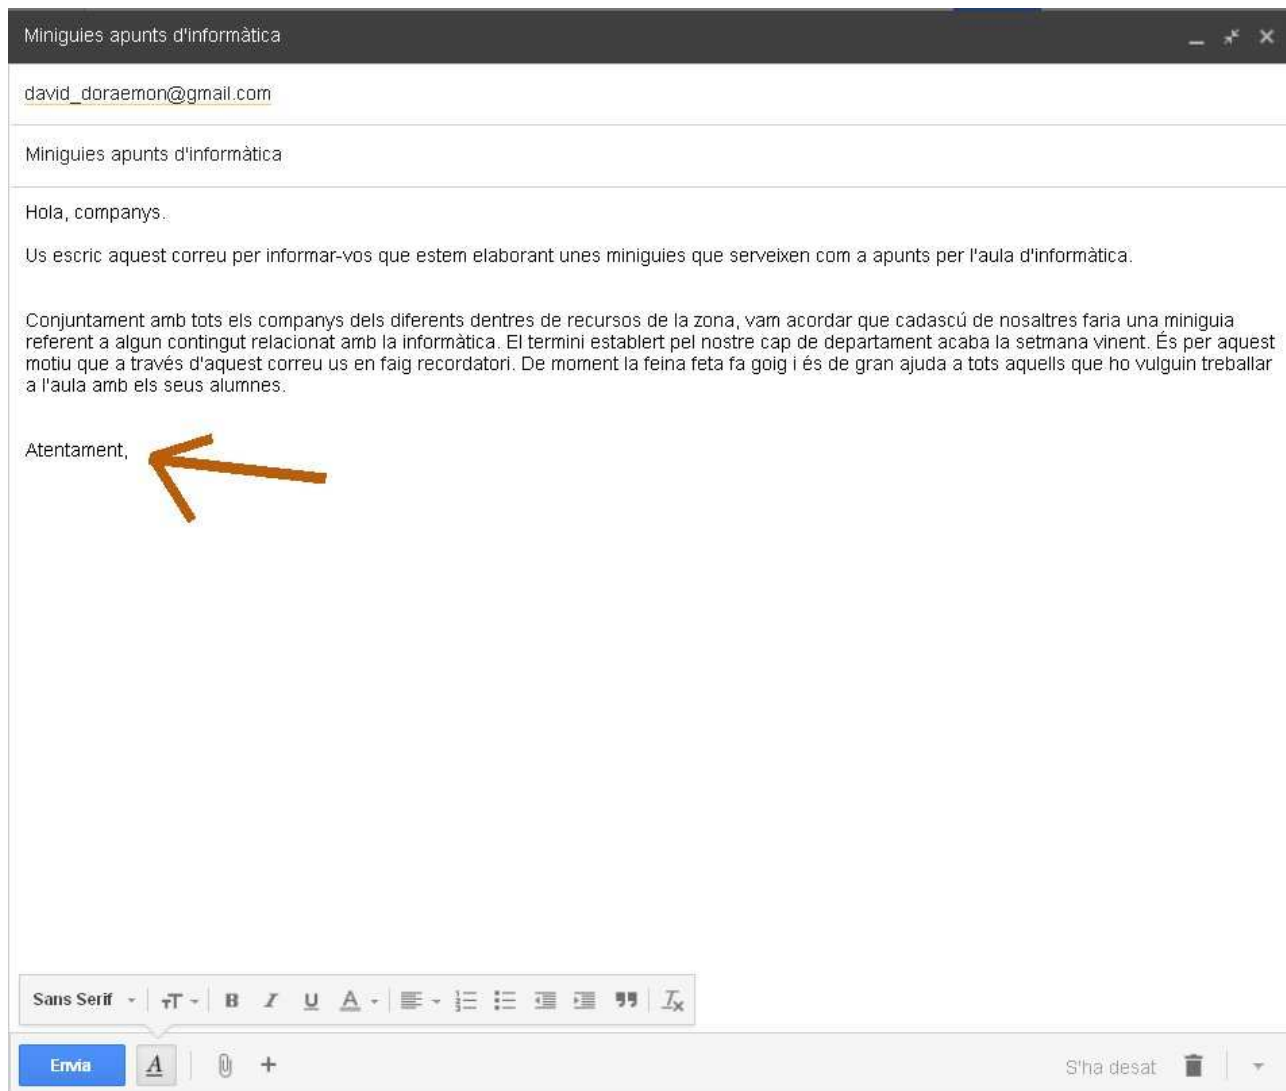 Miniguies apunts d'informàtica
david_doraemon@gmail.com
Miniguies apunts d'informàtica
Hola, companys.
Us escric aquest correu per informar-vos que estem elaborant unes miniguies que serveixen com a apunts per l'aula d'informàtica.
Conjuntament amb tots els companys dels diferents dentres de recursos de la zona, vam acordar que cadascú de nosaltres faria una miniguia
referent a algun contingut relacionat amb la informàtica. El termini establert pel nostre cap de departament acaba la setmana vinent. És per aquest
motiu que a través d'aquest correu us en faig recordatori. De moment la feina feta fa goig i és de gran ajuda a tots aquells que ho vulguin treballar
a l'aula amb els seus alumnes.
Atentament,
Sans Serif
Envia
S'ha desat